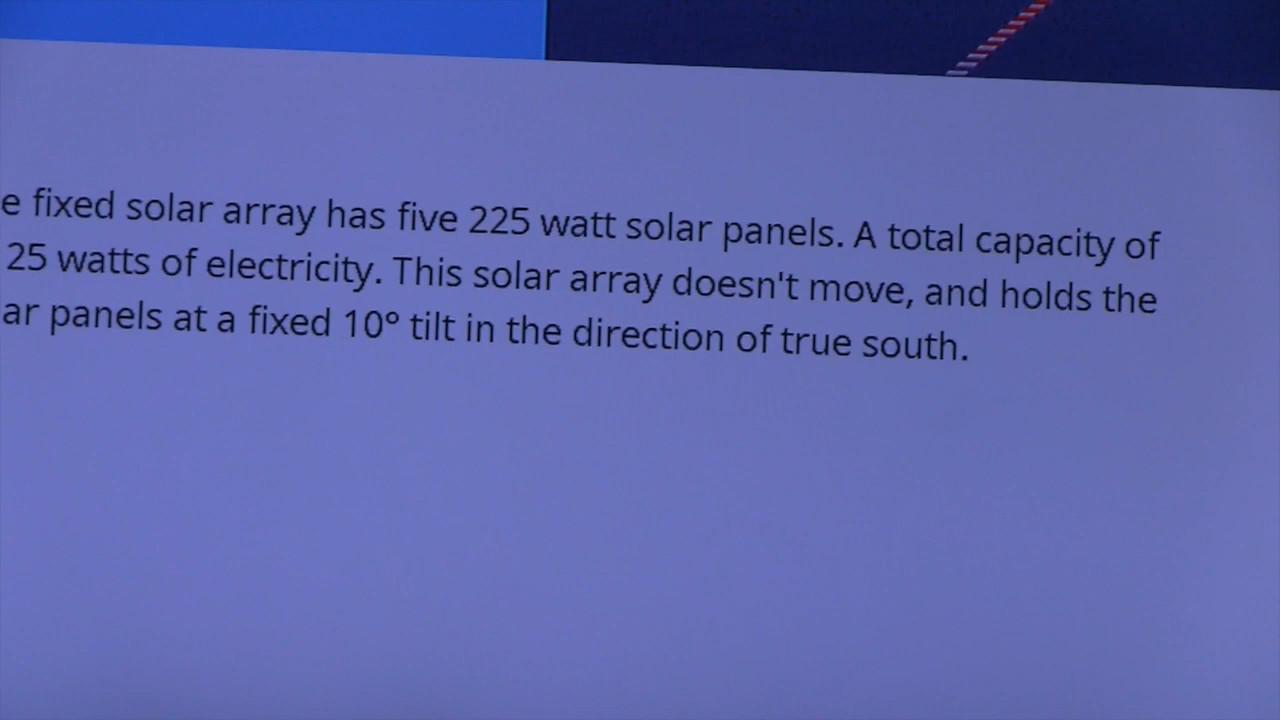 e fixed solar array has five 225 watt solar panels. A total capacity of
25 watts of electricity. This solar array doesn't move, and holds the
ar panels at a fixed 10° tilt in the direction of true south.